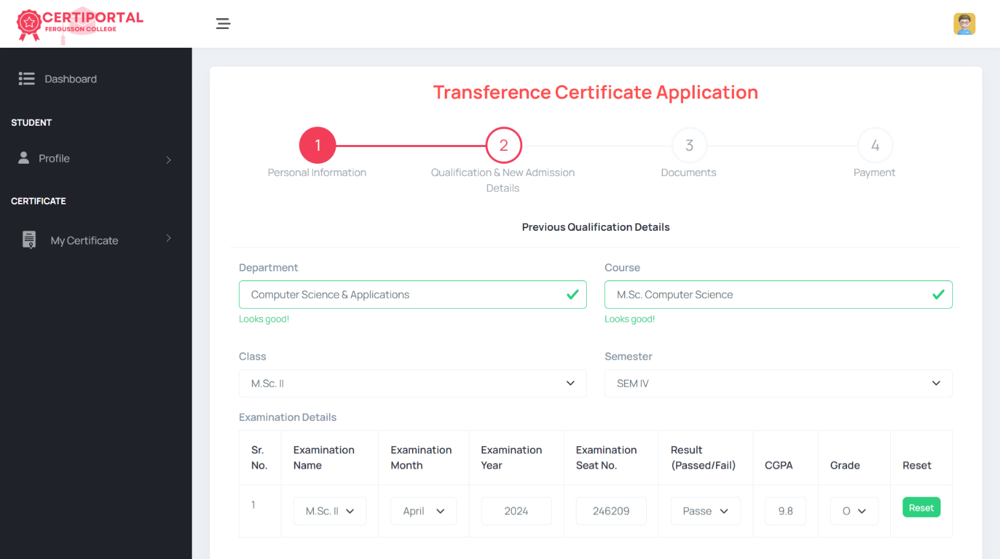 CERTIPORTAL
FERGUSSON COLLEGE
Dashboard
STUDENT
Profile
CERTIFICATE
My Certificate
Transference Certificate Application
1
2
3
4
Personal Information
Qualification & New Admission
Details
Documents
Payment
Previous Qualification Details
Department
Course
Computer Science & Applications
M.Sc. Computer Science
Looks good!
Looks good!
Class
Semester
M.Sc. II
SEM IV
Examination Details
Sr. No.
Examination Name
Examination Month
Examination Year
Examination Seat No.
Result (Passed/Fail)
CGPA
Grade
Reset
1
M.Sc. II
April
2024
246209
Passe
9.8
O
Reset